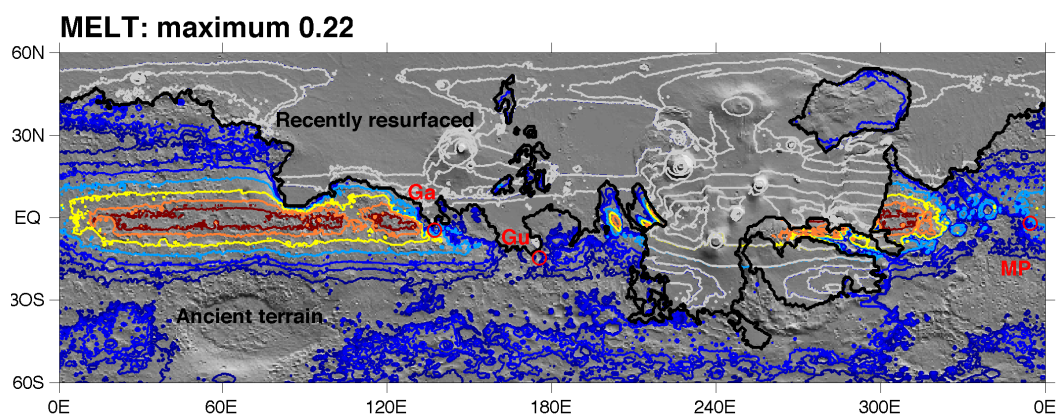 MELT: maximum 0.22
60N
Recently resurfaced
30N
Ga
EQ
Gu
MP
30S
Ancient terrain
60S
0E 60E 120E 180E 240E 300E 0E